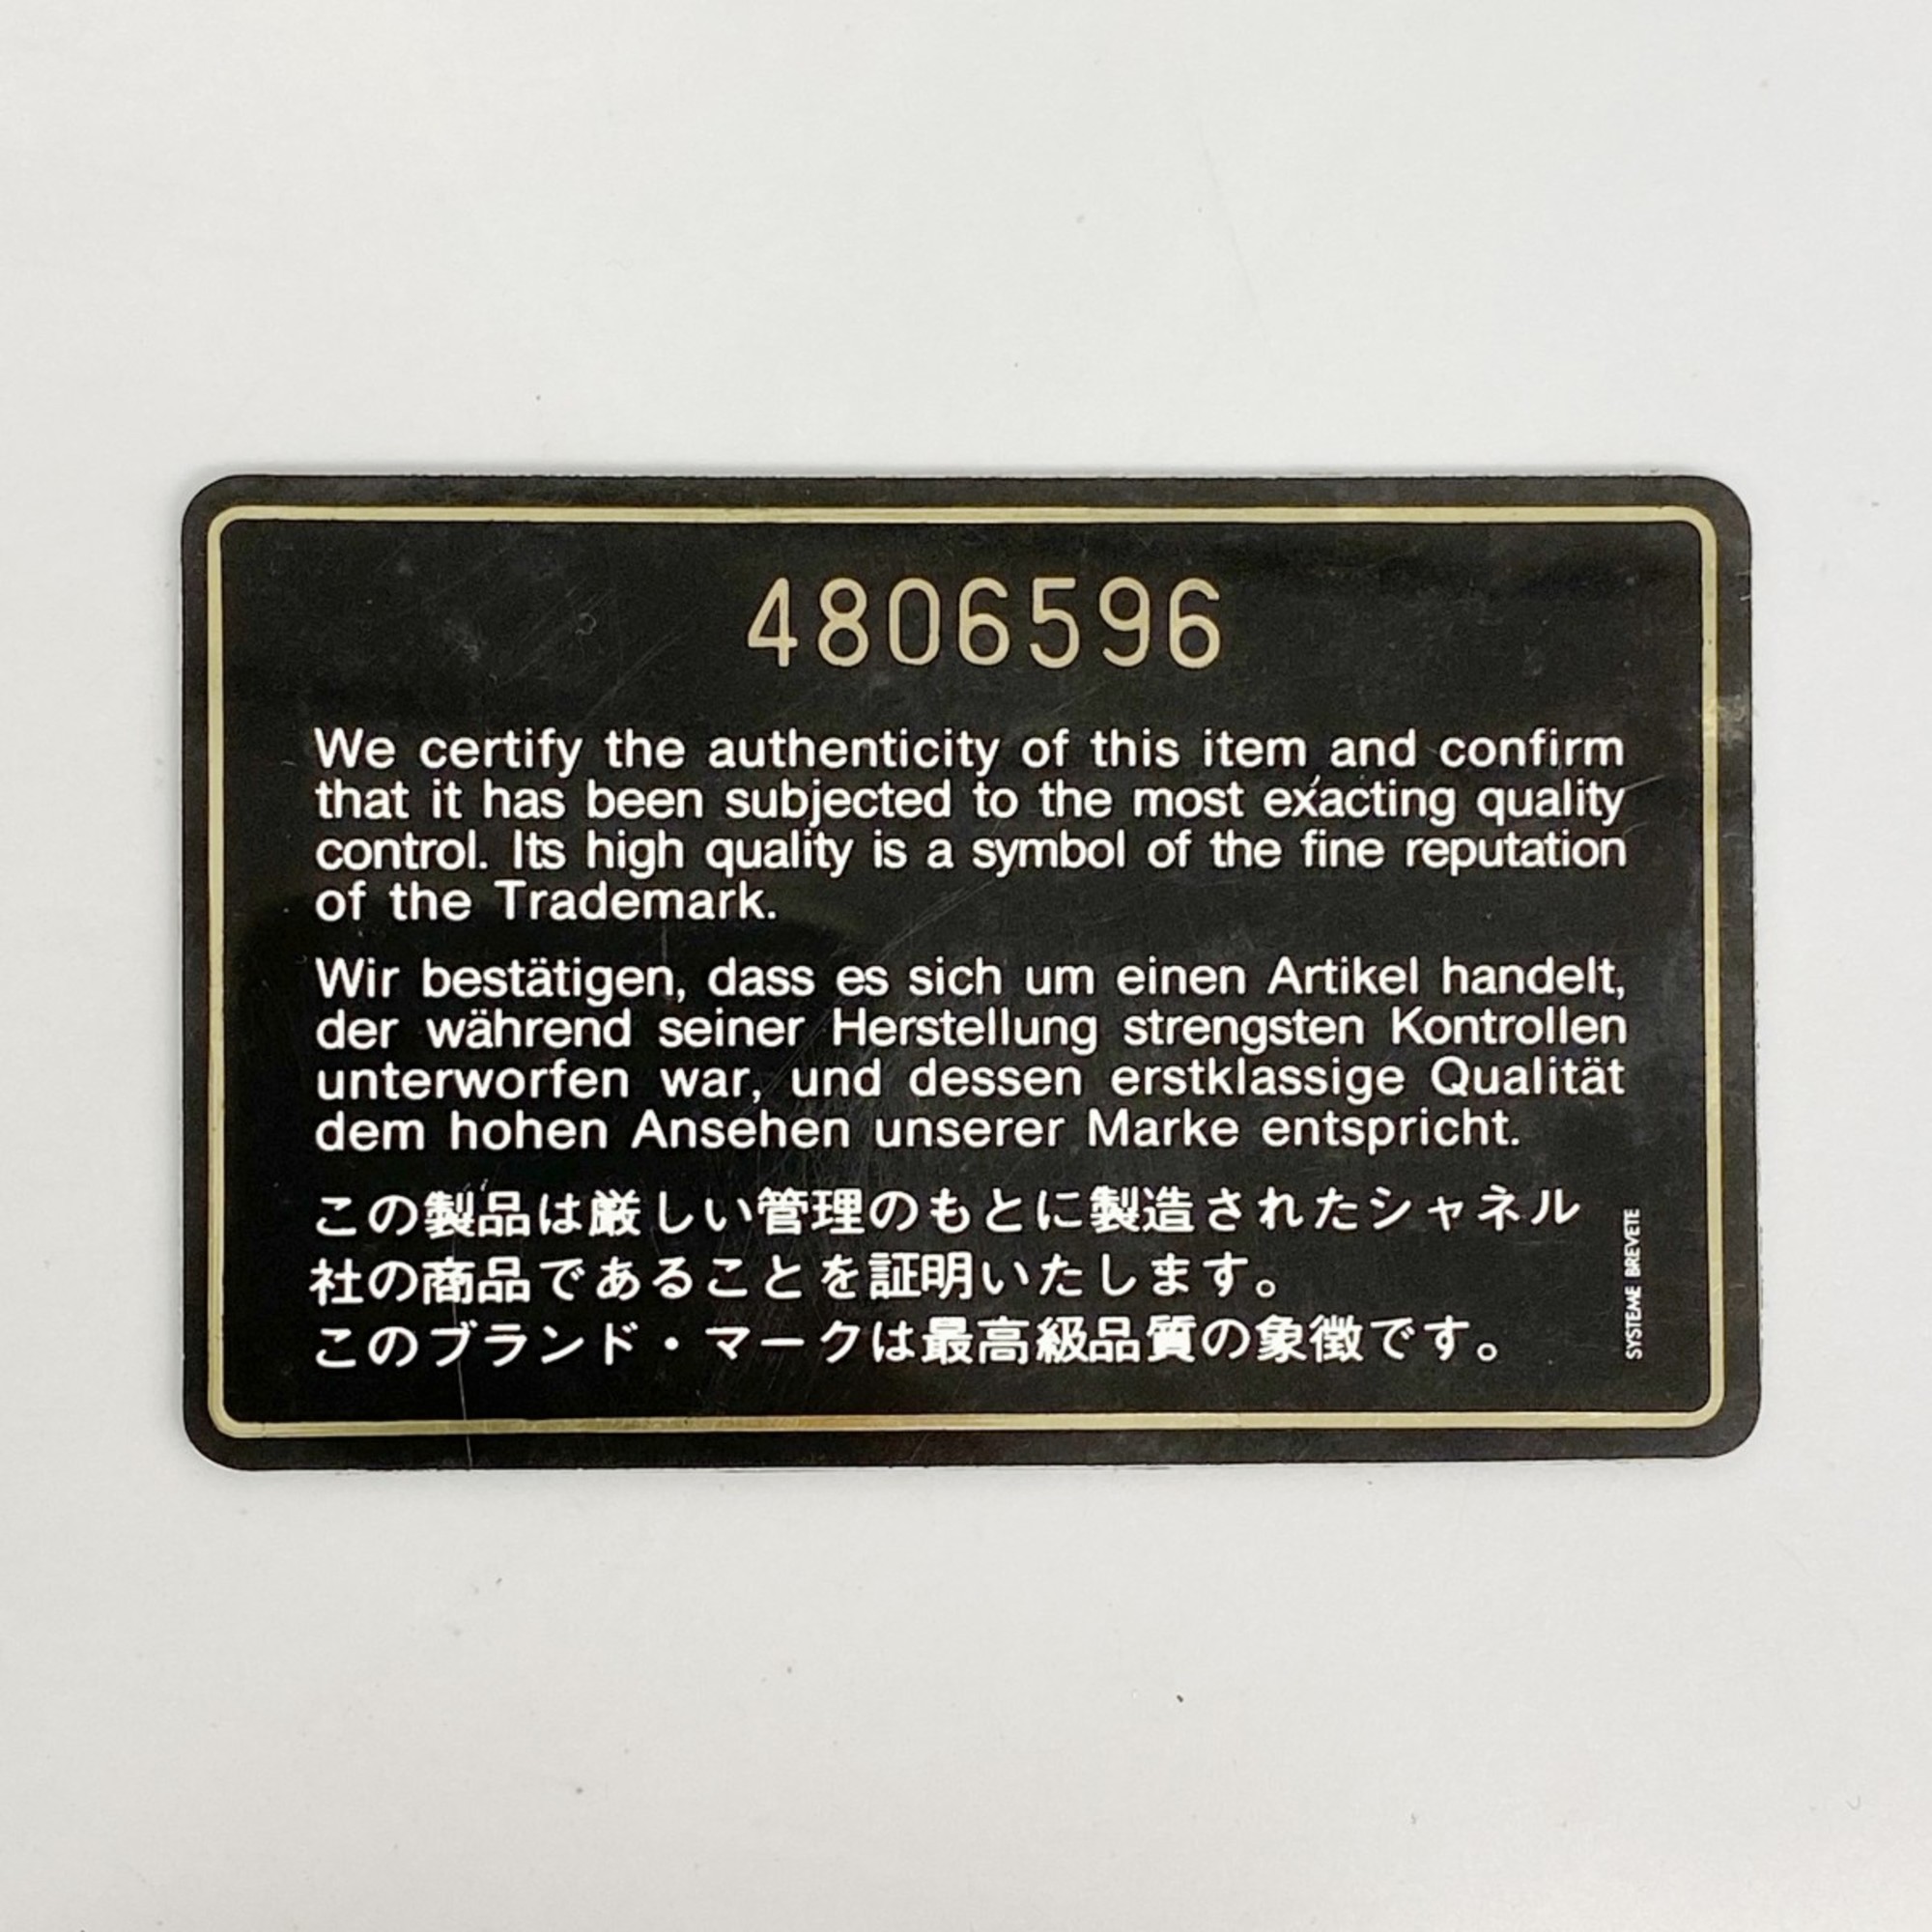 4806596
We certify the authenticity of this item and confirm
that it has been subjected to the most exacting quality
control. Its high quality is a symbol of the fine reputation
of the Trademark.
Wir bestätigen, dass es sich um einen Artikel handelt,
der während seiner Herstellung strengsten Kontrollen
unterworfen war, und dessen erstklassige Qualität
dem hohen Ansehen unserer Marke entspricht.
この製品は厳しい管理のもとに製造されたシャネル
社の商品であることを証明いたします。
このブランド・マークは最高級品質の象徴です。
SYSTEME BREVETE